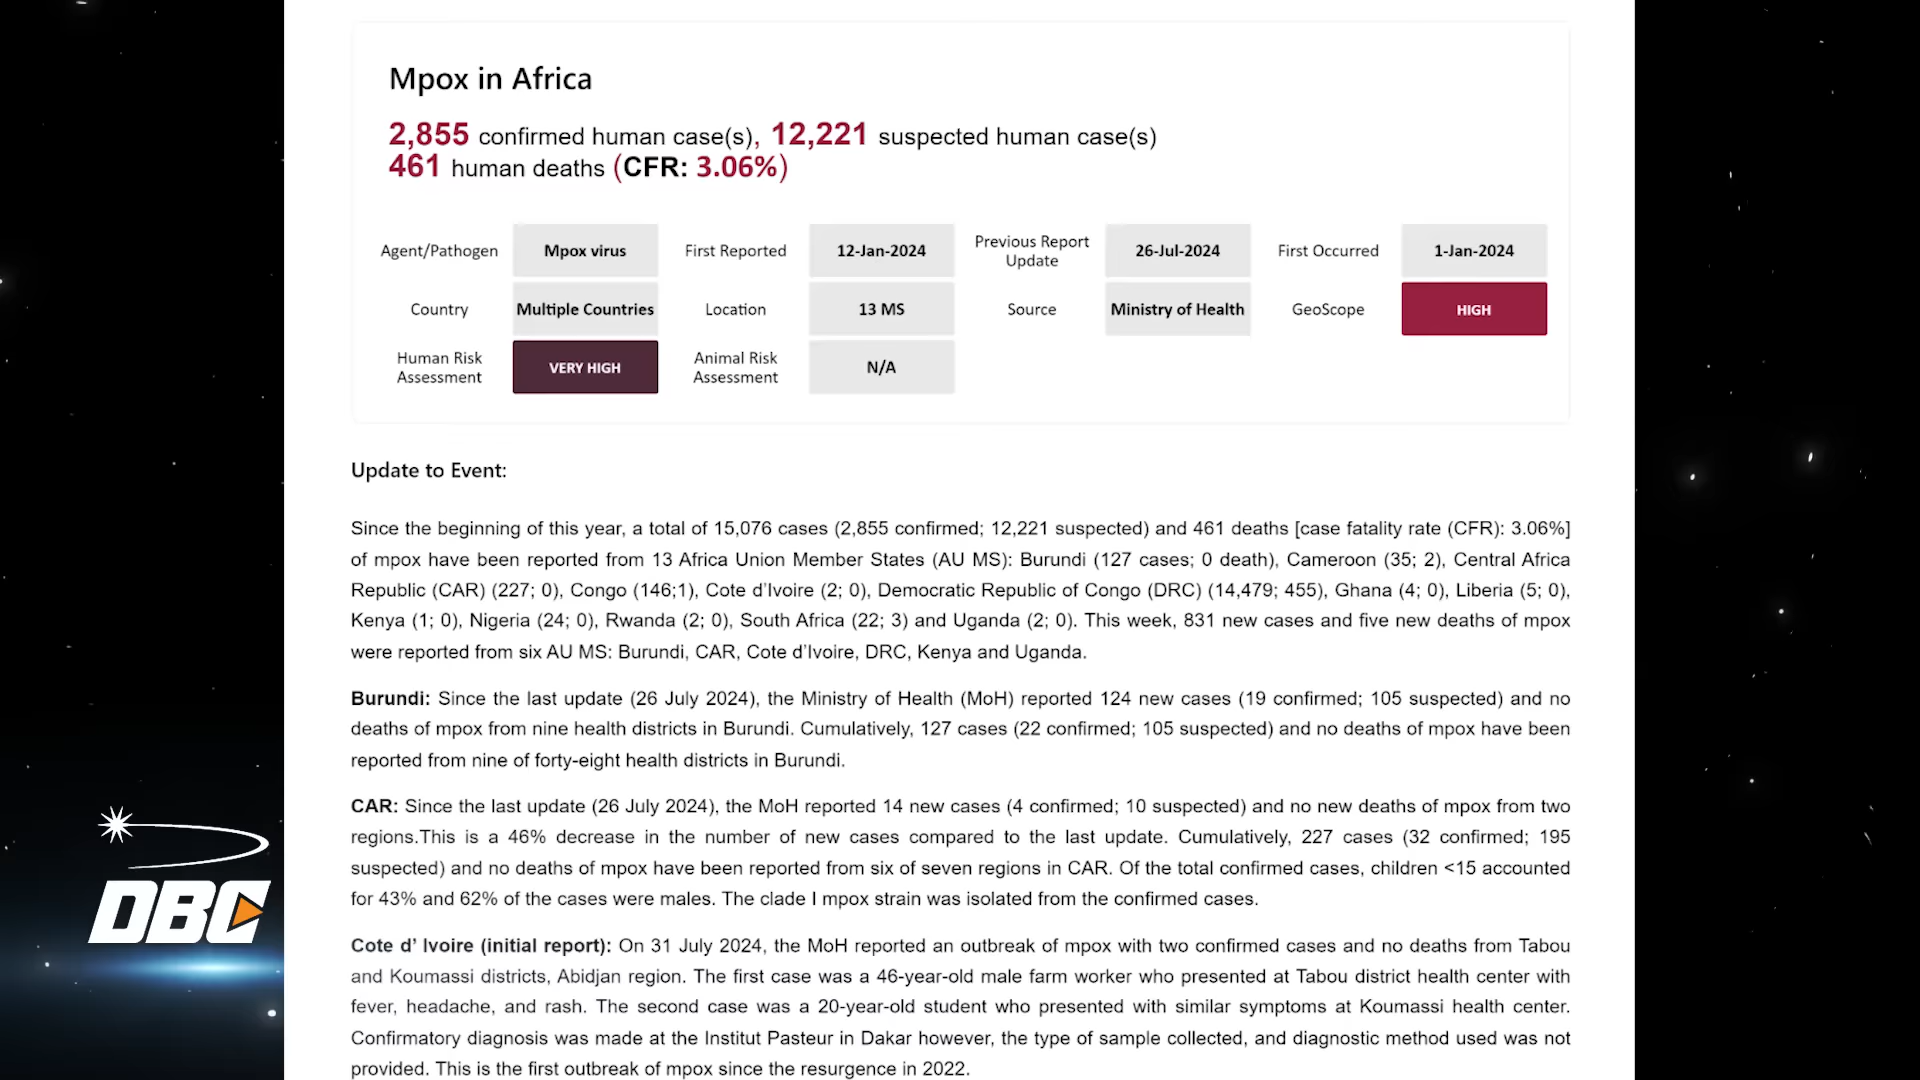 Mpox in Africa
2,855 confirmed human case(s), 12,221 suspected human case(s)
461 human deaths (CFR: 3.06%)
Agent/Pathogen Mpox virus First Reported 12-Jan-2024 Previous Report Update 26-Jul-2024 First Occurred 1-Jan-2024
Country Multiple Countries Location 13 MS Source Ministry of Health GeoScope HIGH
Human Risk Assessment VERY HIGH Animal Risk Assessment N/A
Update to Event:
Since the beginning of this year, a total of 15,076 cases (2,855 confirmed; 12,221 suspected) and 461 deaths [case fatality rate (CFR): 3.06%]
of mpox have been reported from 13 Africa Union Member States (AU MS): Burundi (127 cases; 0 death), Cameroon (35; 2), Central Africa
Republic (CAR) (227; 0), Congo (146;1), Cote d'Ivoire (2; 0), Democratic Republic of Congo (DRC) (14,479; 455), Ghana (4; 0), Liberia (5; 0),
Kenya (1; 0), Nigeria (24; 0), Rwanda (2; 0), South Africa (22; 3) and Uganda (2; 0). This week, 831 new cases and five new deaths of mpox
were reported from six AU MS: Burundi, CAR, Cote d'Ivoire, DRC, Kenya and Uganda.
Burundi: Since the last update (26 July 2024), the Ministry of Health (MoH) reported 124 new cases (19 confirmed; 105 suspected) and no
deaths of mpox from nine health districts in Burundi. Cumulatively, 127 cases (22 confirmed; 105 suspected) and no deaths of mpox have been
reported from nine of forty-eight health districts in Burundi.
CAR: Since the last update (26 July 2024), the MoH reported 14 new cases (4 confirmed; 10 suspected) and no new deaths of mpox from two
regions.This is a 46% decrease in the number of new cases compared to the last update. Cumulatively, 227 cases (32 confirmed; 195
suspected) and no deaths of mpox have been reported from six of seven regions in CAR. Of the total confirmed cases, children <15 accounted
for 43% and 62% of the cases were males. The clade I mpox strain was isolated from the confirmed cases.
Cote d' Ivoire (initial report): On 31 July 2024, the MoH reported an outbreak of mpox with two confirmed cases and no deaths from Tabou
and Koumassi districts, Abidjan region. The first case was a 46-year-old male farm worker who presented at Tabou district health center with
fever, headache, and rash. The second case was a 20-year-old student who presented with similar symptoms at Koumassi health center.
Confirmatory diagnosis was made at the Institut Pasteur in Dakar however, the type of sample collected, and diagnostic method used was not
provided. This is the first outbreak of mpox since the resurgence in 2022.
DBC